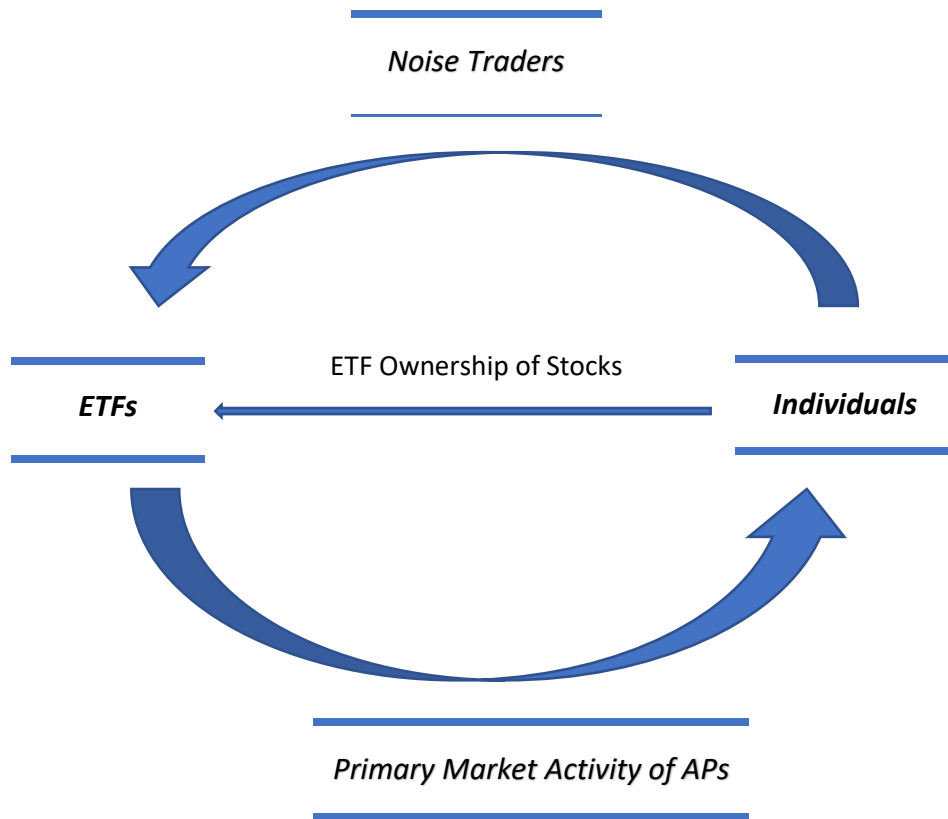 Noise Traders
ETF Ownership of Stocks
ETFs
Individuals
Primary Market Activity of APs